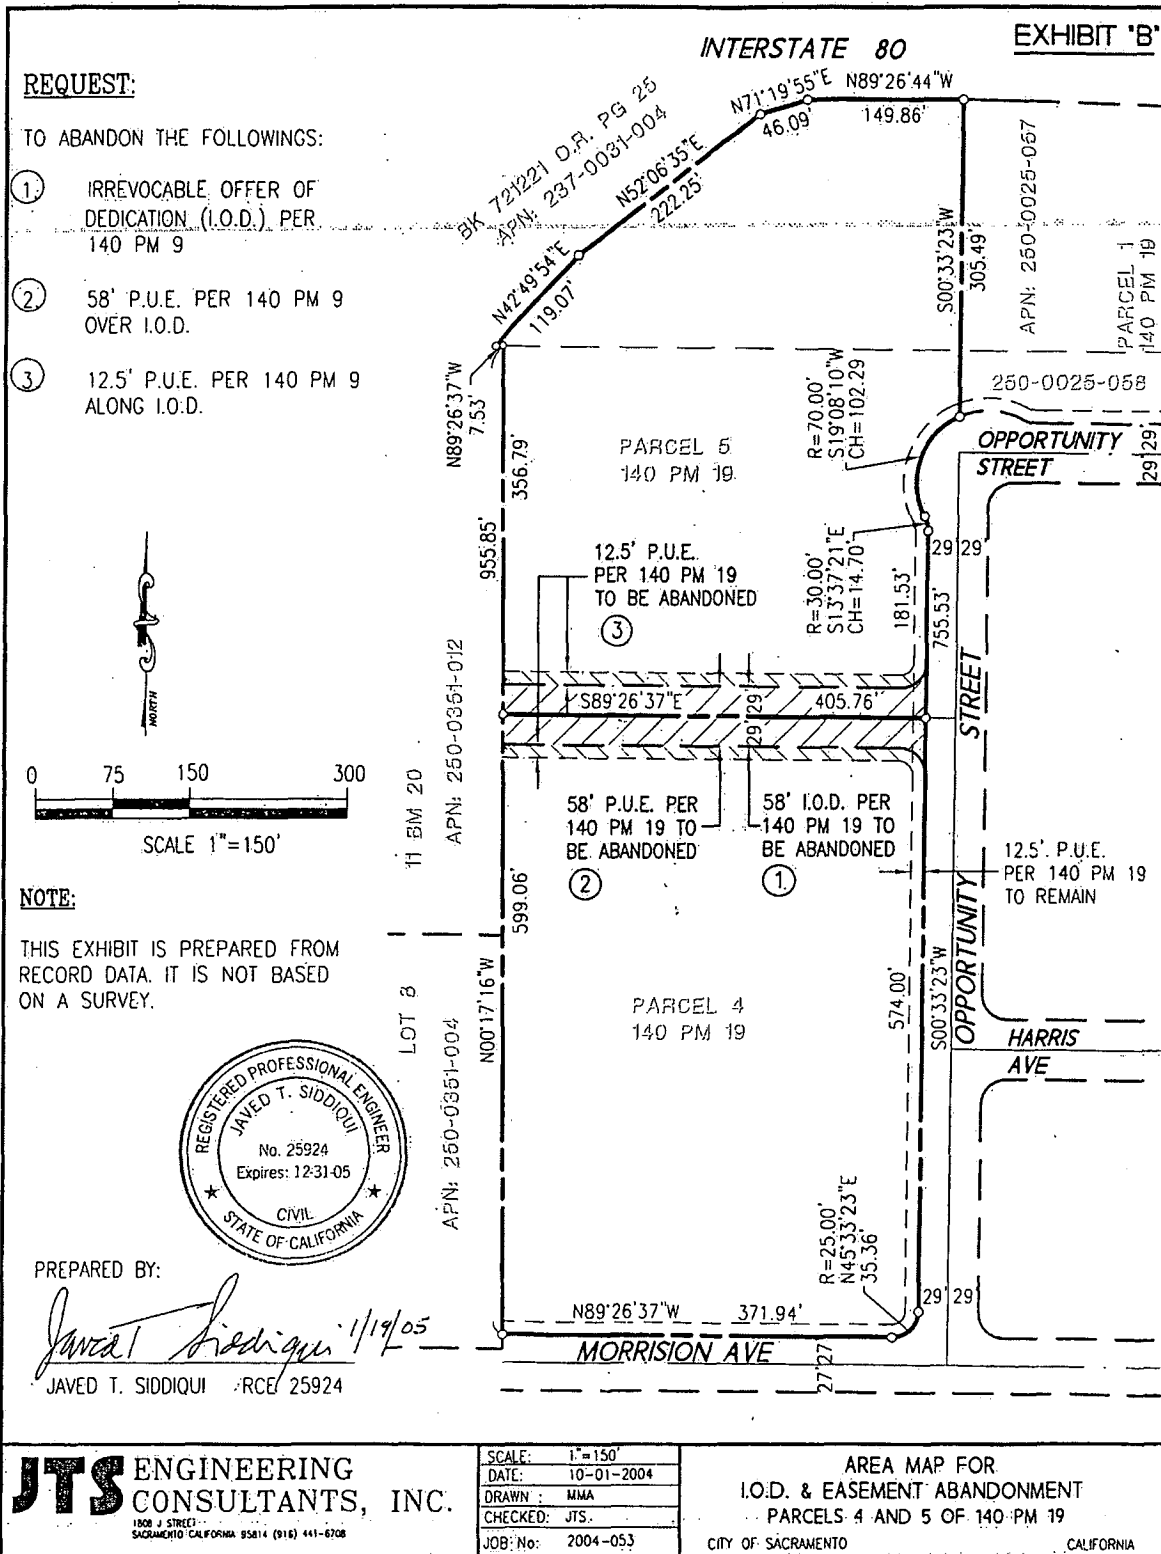 EXHIBIT "B"
INTERSTATE 80
REQUEST:
TO ABANDON THE FOLLOWINGS:
1 IRREVOCABLE OFFER OF
DEDICATION (I.O.D.) PER
140 PM 9
2 58' P.U.E. PER 140 PM 9
OVER I.O.D.
3 12.5' P.U.E. PER 140 PM 9
ALONG I.O.D.
BK 721221 O.R. PG 25
APN: 237-0031-004
N71°19'55"E
46.09'
N89°26'44"W
149.86'
N52°06'35"E
222.25'
N42°49'54"E
119.07'
S00°33'23"W
305.49'
APN: 250-0025-057
PARCEL 1
140 PM 19
250-0025-058
N89°26'37"W
7.53'
356.79'
955.85'
PARCEL 5
140 PM 19
R=70.00'
S19°08'10"W
CH=102.29
OPPORTUNITY
STREET
29' 29'
12.5' P.U.E.
PER 140 PM 19
TO BE ABANDONED
3
R=30.00'
S13°37'21"E
CH=14.70'
181.53'
29' 29'
755.53'
NORTH
S89°26'37"E
29' 29'
405.76'
STREET
0 75 150 300
SCALE 1"=150'
11 BM 20
APN: 250-0351-012
58' P.U.E. PER
140 PM 19 TO
BE ABANDONED
2
58' I.O.D. PER
140 PM 19 TO
BE ABANDONED
1
12.5'. P.U.E.
PER 140 PM 19
TO REMAIN
599.06'
NOTE:
THIS EXHIBIT IS PREPARED FROM
RECORD DATA. IT IS NOT BASED
ON A SURVEY.
LOT 8
APN: 250-0351-004
N00°17'16"W
PARCEL 4
140 PM 19
574.00'
S00°33'23"W
OPPORTUNITY
HARRIS
AVE
REGISTERED PROFESSIONAL ENGINEER
JAVED T. SIDDIQUI
No. 25924
Expires: 12-31-05
CIVIL
STATE OF CALIFORNIA
R=25.00'
N45°33'23"E
35.36'
29' 29'
PREPARED BY:
Javed T Siddiqui 1/19/05
JAVED T. SIDDIQUI RCE 25924
N89°26'37"W 371.94'
MORRISION AVE
27' 27'
JTS ENGINEERING
CONSULTANTS, INC.
1808 J STREET
SACRAMENTO CALIFORNIA 95814 (916) 441-6708
SCALE: 1"=150'
DATE: 10-01-2004
DRAWN : MMA
CHECKED: JTS
JOB No: 2004-053
AREA MAP FOR
I.O.D. & EASEMENT ABANDONMENT
PARCELS 4 AND 5 OF 140 PM 19
CITY OF SACRAMENTO CALIFORNIA